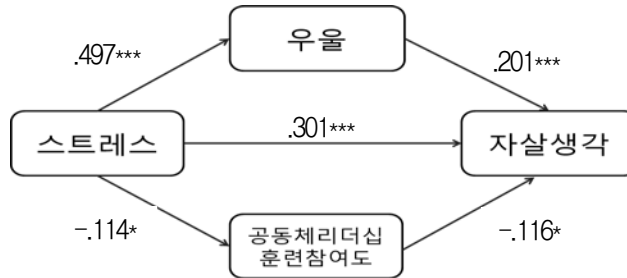 우울
.497***
.201***
스트레스
.301***
자살생각
-.114*
공동체리더십
훈련참여도
-.116*